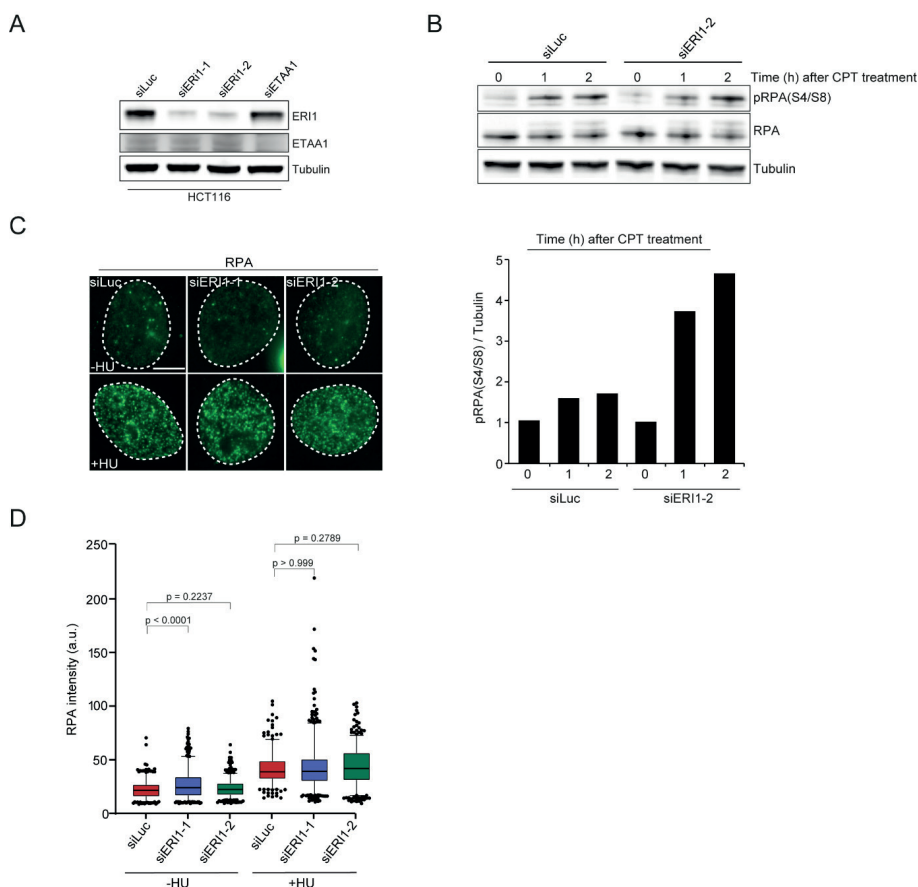 A
siLuc siERi1-1 siERi1-2 siETAA1
ERI1
ETAA1
Tubulin
HCT116
B
siLuc siERI1-2
0 1 2 0 1 2 Time (h) after CPT treatment
pRPA(S4/S8)
RPA
Tubulin
Time (h) after CPT treatment
pRPA(S4/S8) / Tubulin
5
4
3
2
1
0
0 1 2 0 1 2
siLuc siERI1-2
C
RPA
siLuc siERI1-1 siERI1-2
-HU
+HU
D
RPA intensity (a.u.)
250
200
150
100
50
0
p = 0.2789
p > 0.999
p = 0.2237
p < 0.0001
siLuc siERI1-1 siERI1-2 siLuc siERI1-1 siERI1-2
-HU +HU